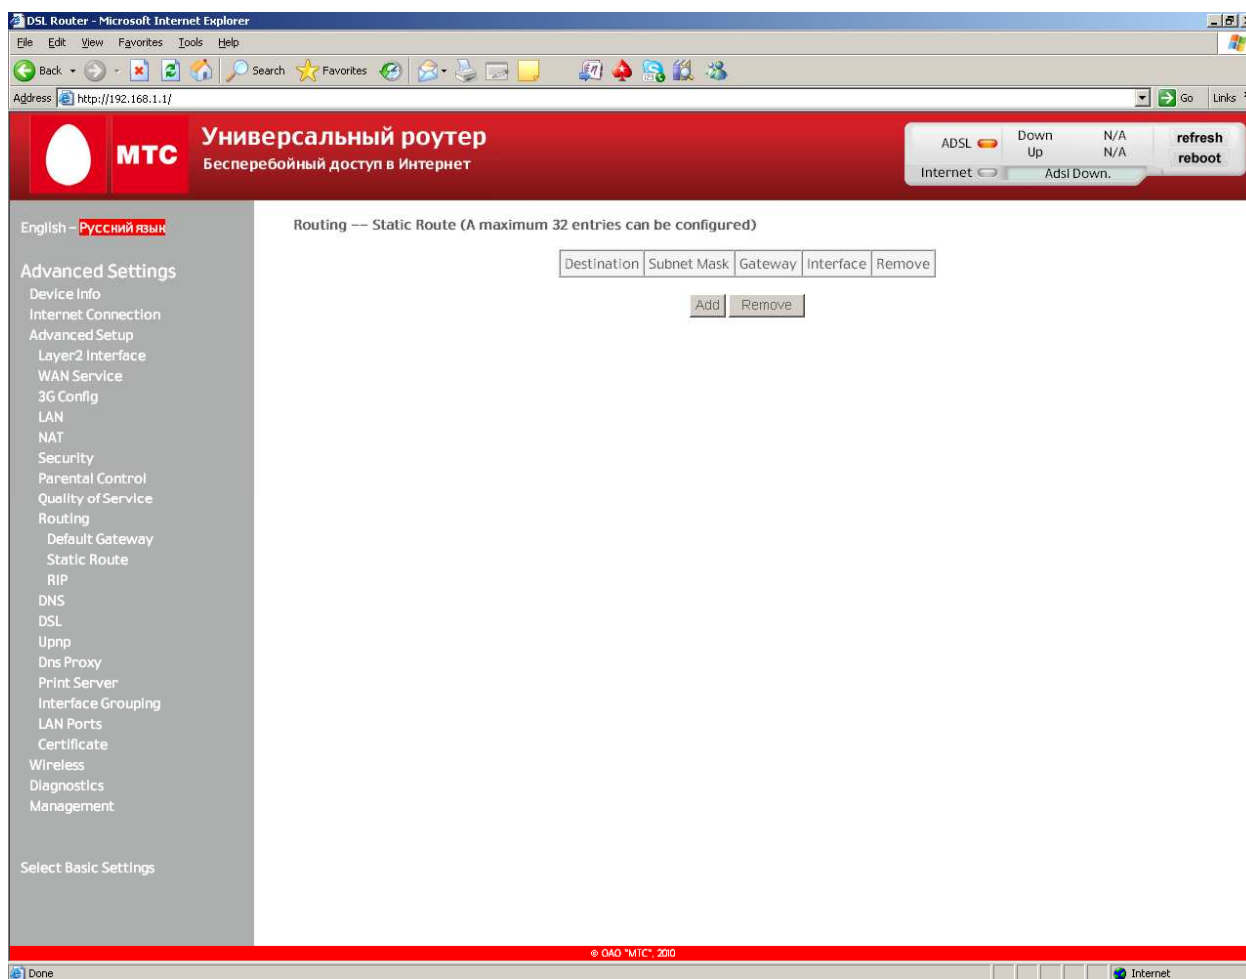 DSL Router - Microsoft Internet Explorer
File Edit View Favorites Tools Help
Back Search Favorites
Address http://192.168.1.1/ Go Links
МТС
Универсальный роутер
Бесперебойный доступ в Интернет
ADSL Down N/A refresh
Up N/A reboot
Internet Adsl Down.
English – Русский язык
Routing -- Static Route (A maximum 32 entries can be configured)
Destination Subnet Mask Gateway Interface Remove
Add Remove
Advanced Settings
Device Info
Internet Connection
Advanced Setup
Layer2 Interface
WAN Service
3G Config
LAN
NAT
Security
Parental Control
Quality of Service
Routing
Default Gateway
Static Route
RIP
DNS
DSL
Upnp
Dns Proxy
Print Server
Interface Grouping
LAN Ports
Certificate
Wireless
Diagnostics
Management
Select Basic Settings
© ОАО "МТС", 2010
Done Internet